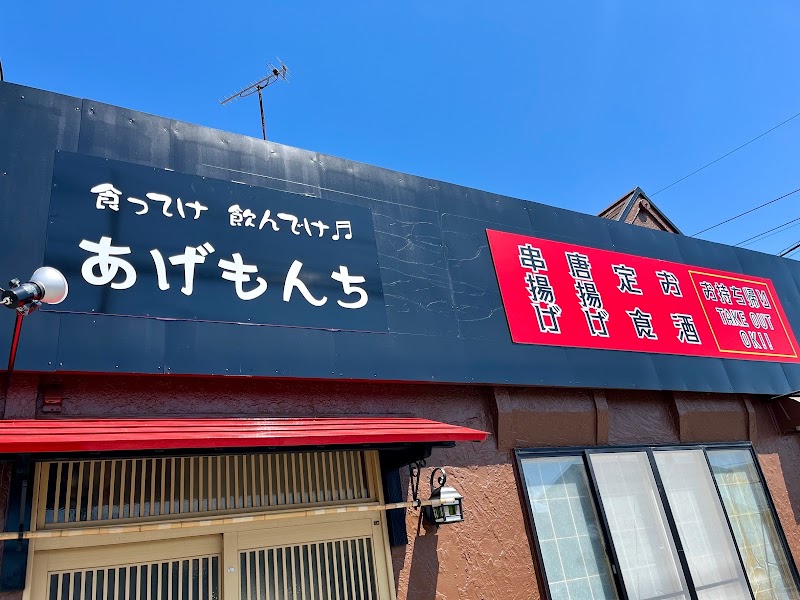 食ってけ 飲んでけ♬
あげもんち
串揚げ
唐揚げ
定食
お酒
お持ち帰り
TAKE OUT
OK!!